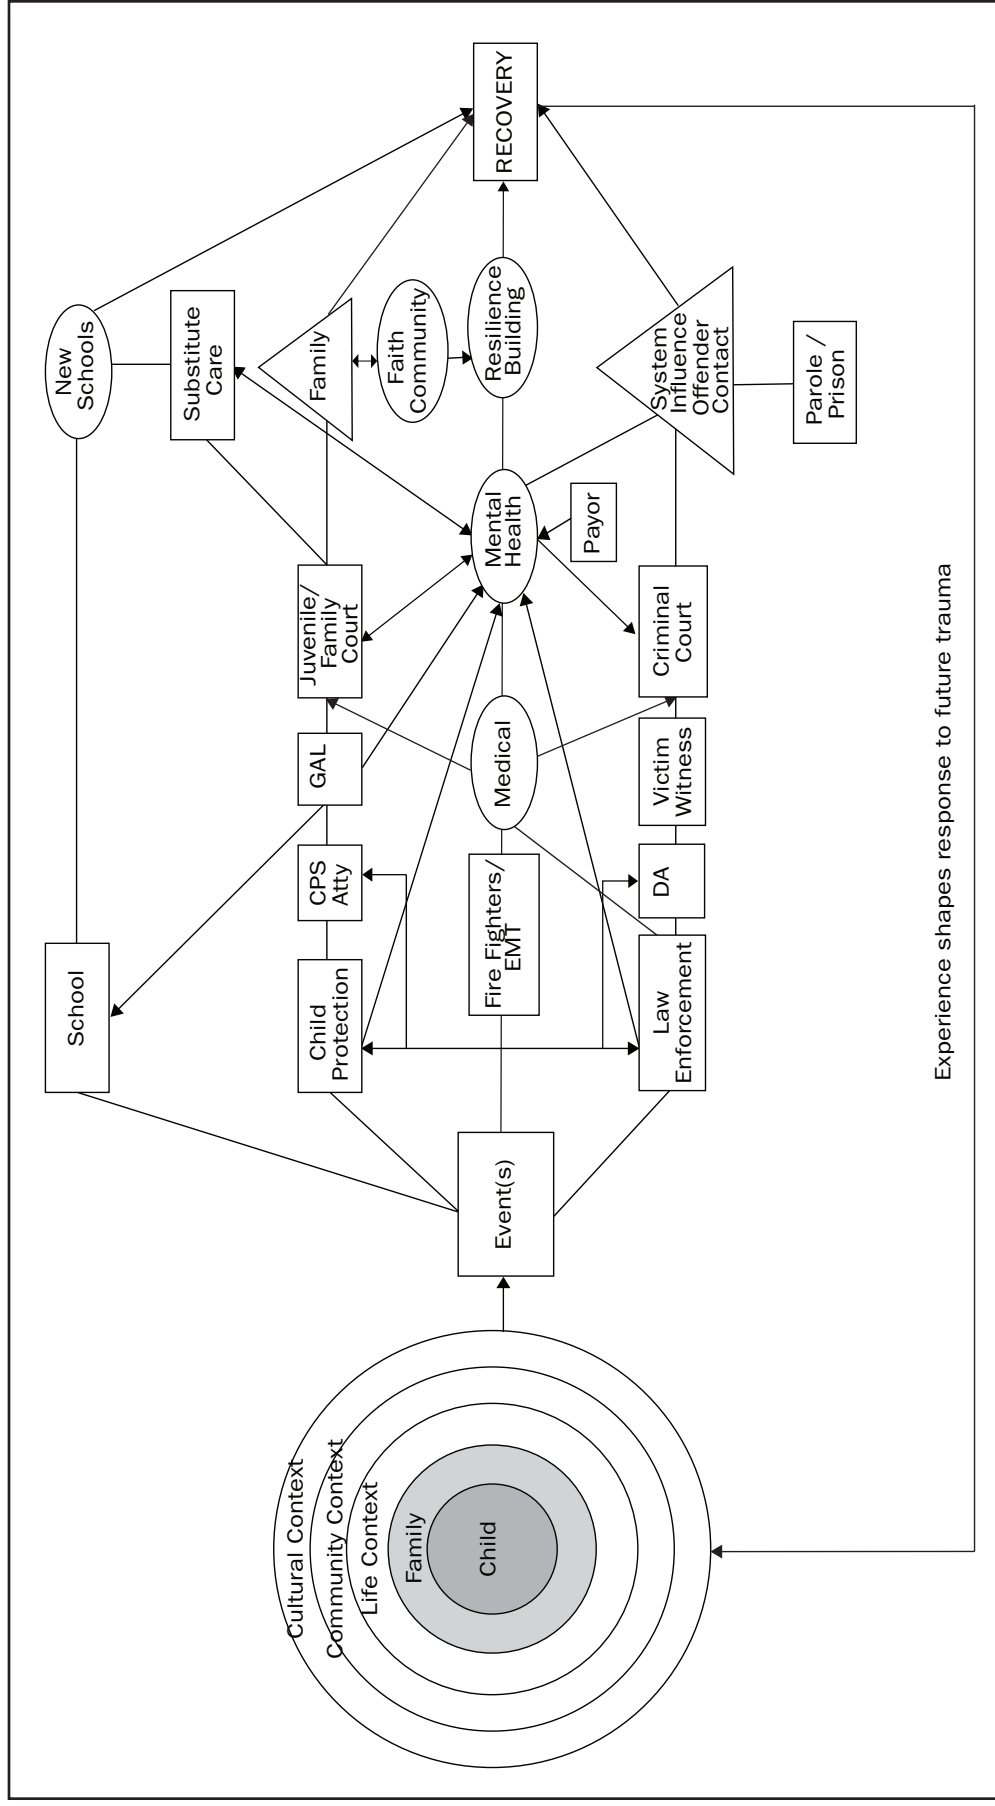 Cultural Context
Community Context
Life Context
Family
Child
Event(s)
School
Child
Protection
CPS
Atty
GAL
Juvenile/
Family
Court
Fire Fighters/
EMT
Medical
Law
Enforcement
DA
Victim
Witness
Criminal
Court
Mental
Health
Payor
New
Schools
Substitute
Care
Family
Faith
Community
Resilience
Building
System
Influence
Offender
Contact
Parole /
Prison
RECOVERY
Experience shapes response to future trauma